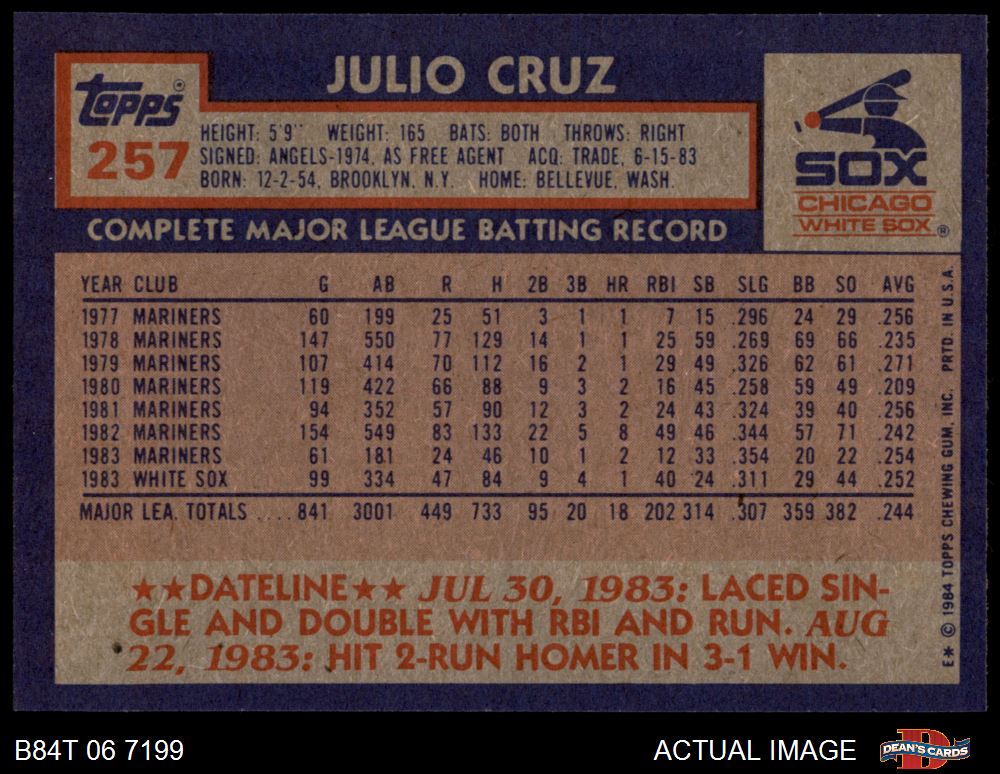 JULIO CRUZ
Topps®
257
HEIGHT: 5'9" WEIGHT: 165 BATS: BOTH THROWS: RIGHT
SIGNED: ANGELS-1974, AS FREE AGENT ACQ: TRADE, 6-15-83
BORN: 12-2-54, BROOKLYN, N.Y. HOME: BELLEVUE, WASH.
SOX
CHICAGO
WHITE SOX®
COMPLETE MAJOR LEAGUE BATTING RECORD
YEAR CLUB G AB R H 2B 3B HR RBI SB SLG BB SO AVG
1977 MARINERS 60 199 25 51 3 1 1 7 15 .296 24 29 .256
1978 MARINERS 147 550 77 129 14 1 1 25 59 .269 69 66 .235
1979 MARINERS 107 414 70 112 16 2 1 29 49 .326 62 61 .271
1980 MARINERS 119 422 66 88 9 3 2 16 45 .258 59 49 .209
1981 MARINERS 94 352 57 90 12 3 2 24 43 .324 39 40 .256
1982 MARINERS 154 549 83 133 22 5 8 49 46 .344 57 71 .242
1983 MARINERS 61 181 24 46 10 1 2 12 33 .354 20 22 .254
1983 WHITE SOX 99 334 47 84 9 4 1 40 24 .311 29 44 .252
MAJOR LEA. TOTALS .... 841 3001 449 733 95 20 18 202 314 .307 359 382 .244
★★DATELINE★★ JUL 30, 1983: LACED SIN-
GLE AND DOUBLE WITH RBI AND RUN. AUG
22, 1983: HIT 2-RUN HOMER IN 3-1 WIN.
E* © 1984 TOPPS CHEWING GUM, INC. PRTD. IN U.S.A.
B84T 06 7199
ACTUAL IMAGE
DEAN'S CARDS